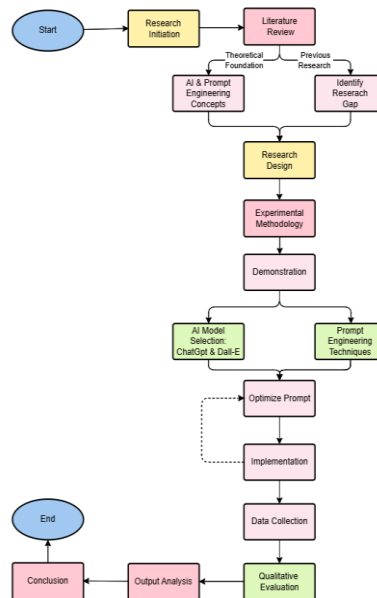 Start
Research
Initiation
Literature
Review
Theoretical
Foundation
Previous
Research
AI & Prompt
Engineering
Concepts
Identify
Reserach
Gap
Research
Design
Experimental
Methodology
Demonstration
AI Model
Selection:
ChatGpt & Dall-E
Prompt
Engineering
Techniques
Optimize Prompt
Implementation
Data Collection
Qualitative
Evaluation
Output Analysis
Conclusion
End